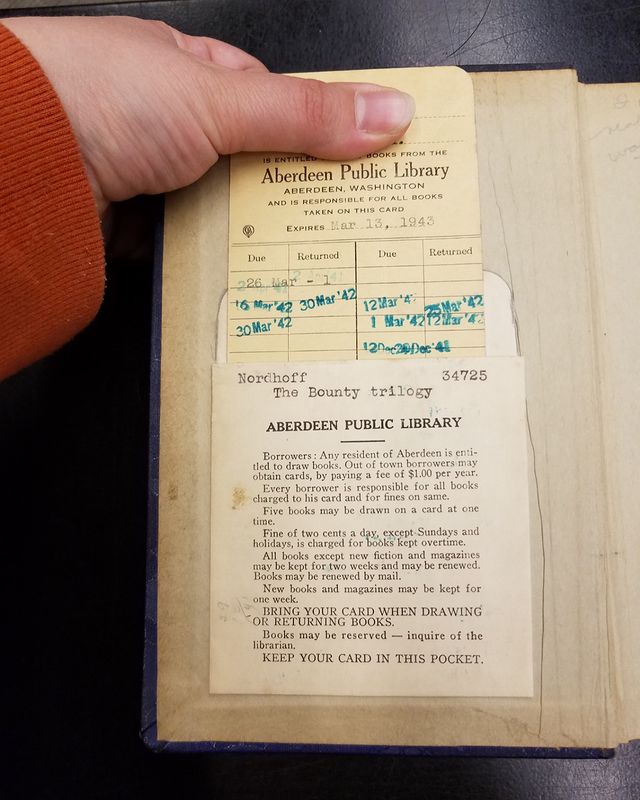 IS ENTITLED BOOKS FROM THE
Aberdeen Public Library
ABERDEEN, WASHINGTON
AND IS RESPONSIBLE FOR ALL BOOKS
TAKEN ON THIS CARD
EXPIRES Mar 13, 1943
Due Returned Due Returned
26 Mar - 1
16 Mar '42 30 Mar '42 12 Mar '4 Mar '42
30 Mar '42 1 Mar '42 12 Mar '42
12 Dec
Nordhoff 34725
The Bounty trilogy
ABERDEEN PUBLIC LIBRARY
Borrowers: Any resident of Aberdeen is enti-
tled to draw books. Out of town borrowers may
obtain cards, by paying a fee of $1.00 per year.
Every borrower is responsible for all books
charged to his card and for fines on same.
Five books may be drawn on a card at one
time.
Fine of two cents a day, except Sundays and
holidays, is charged for books kept overtime.
All books except new fiction and magazines
may be kept for two weeks and may be renewed.
Books may be renewed by mail.
New books and magazines may be kept for
one week.
BRING YOUR CARD WHEN DRAWING
OR RETURNING BOOKS.
Books may be reserved — inquire of the
librarian.
KEEP YOUR CARD IN THIS POCKET.